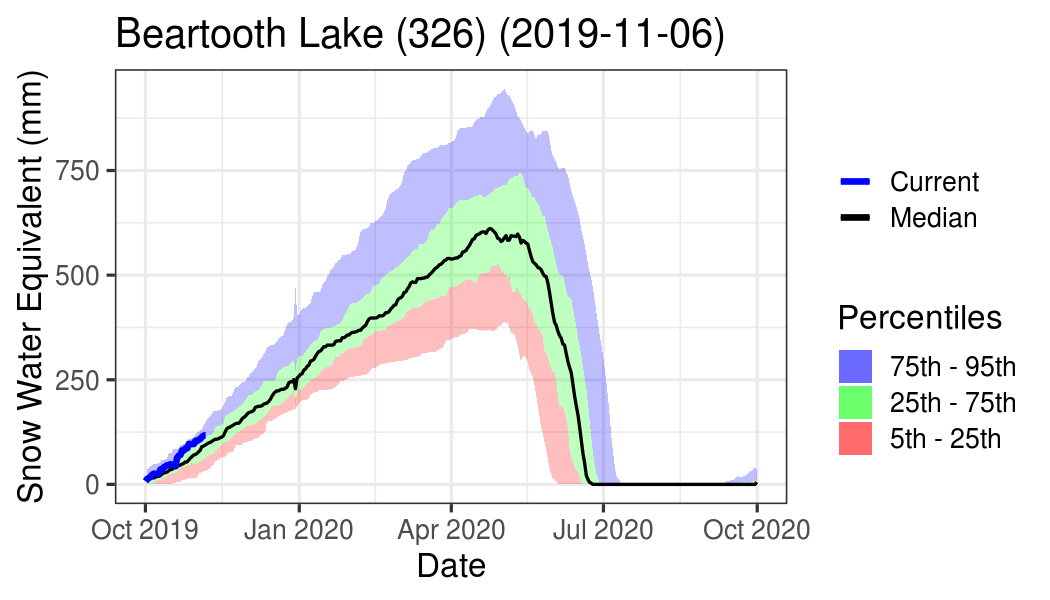 Beartooth Lake (326) (2019-11-06)
Snow Water Equivalent (mm)
750
500
250
0
Oct 2019 Jan 2020 Apr 2020 Jul 2020 Oct 2020
Date
Current
Median
Percentiles
75th - 95th
25th - 75th
5th - 25th